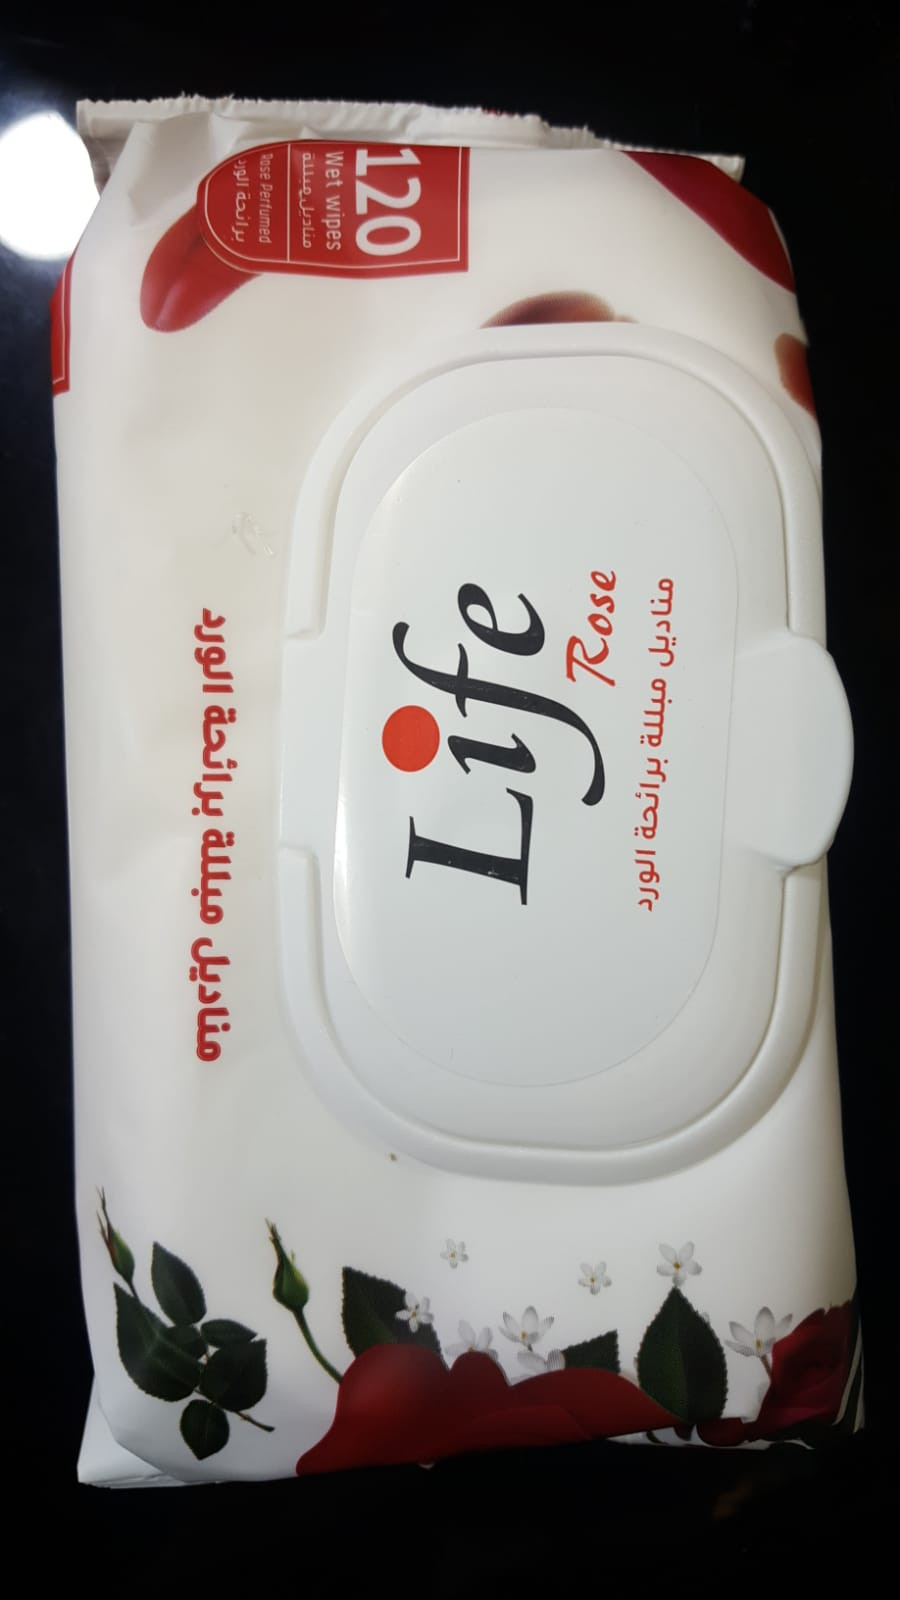 120
Wet wipes
مناديل مبللة
Rose Perfumed
برائحة الورد
Life
Rose
مناديل مبللة برائحة الورد
مناديل مبللة برائحة الورد